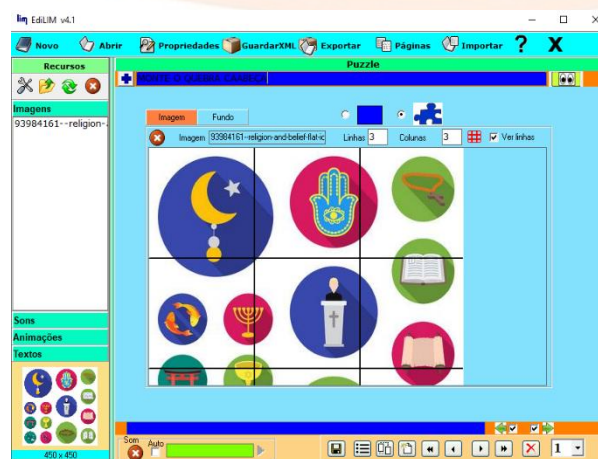 lim EdiLIM v4.1
Novo Abrir Propriedades GuardarXML Exportar Páginas Importar ? X
Recursos
Puzzle
MONTE O QUEBRA CAABEÇA
Imagens
93984161--religion-
Imagem Fundo
Imagem 93984161--religion-and-belief-flat-ic Linhas 3 Colunas 3 Ver linhas
Sons
Animações
Textos
450 x 450
Som
Auto
1